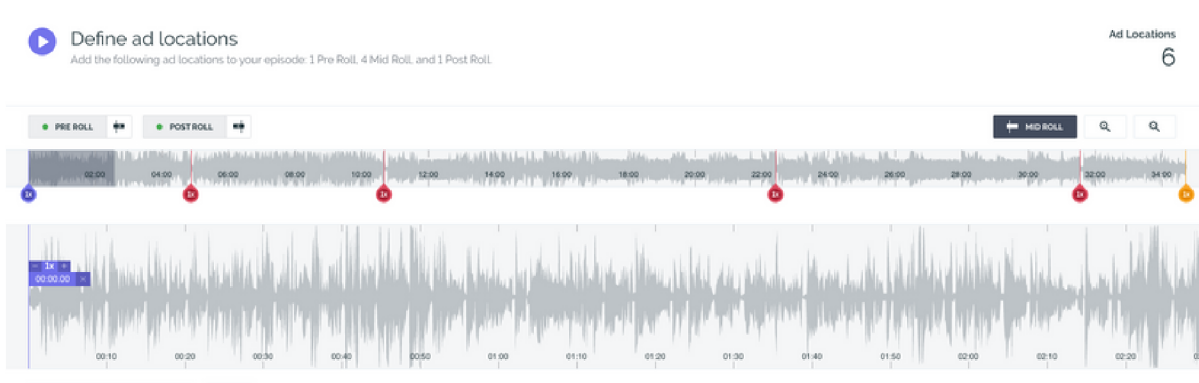 Define ad locations
Add the following ad locations to your episode: 1 Pre Roll, 4 Mid Roll, and 1 Post Roll.
Ad Locations
6
PRE ROLL
POST ROLL
MID ROLL
02:00 04:00 06:00 08:00 10:00 12:00 14:00 16:00 18:00 20:00 22:00 24:00 26:00 28:00 30:00 32:00 34:00
1x 1x 1x 1x 1x 1x
− 1x +
00:00.00 ×
00:10 00:20 00:30 00:40 00:50 01:00 01:10 01:20 01:30 01:40 01:50 02:00 02:10 02:20